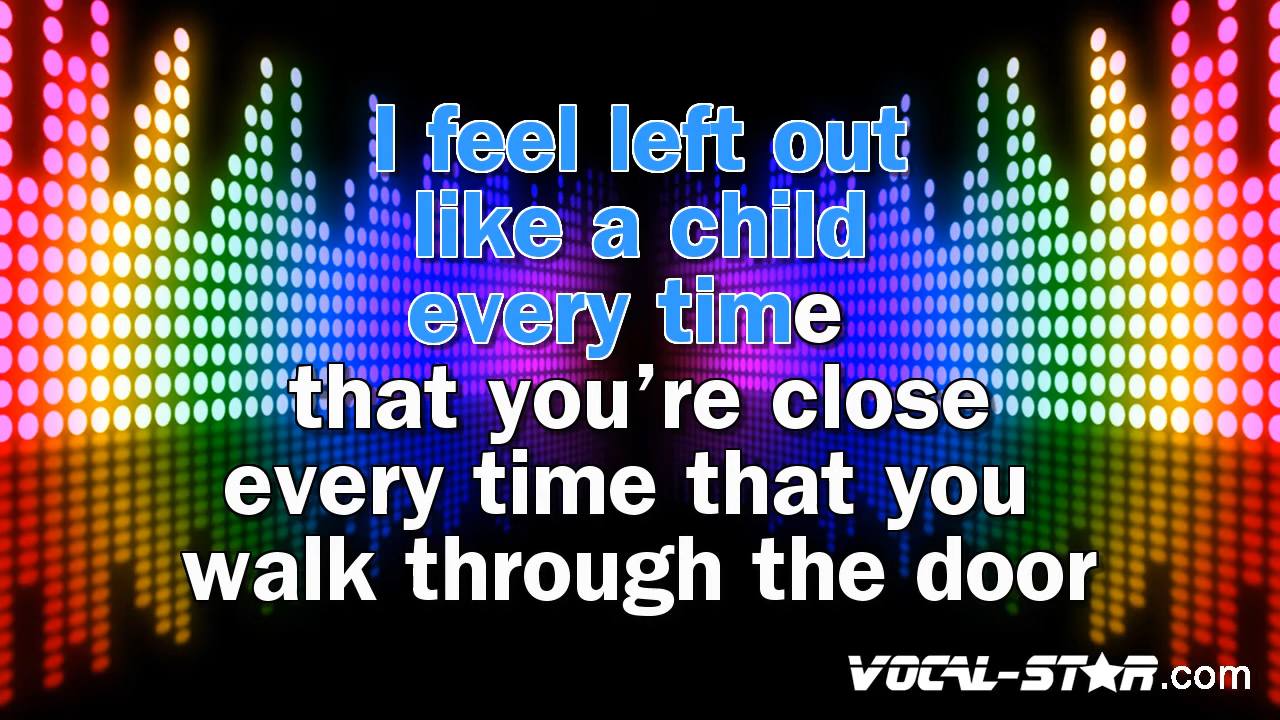 I feel left out
like a child
every time
that you’re close
every time that you
walk through the door
VOCAL-STAR.com